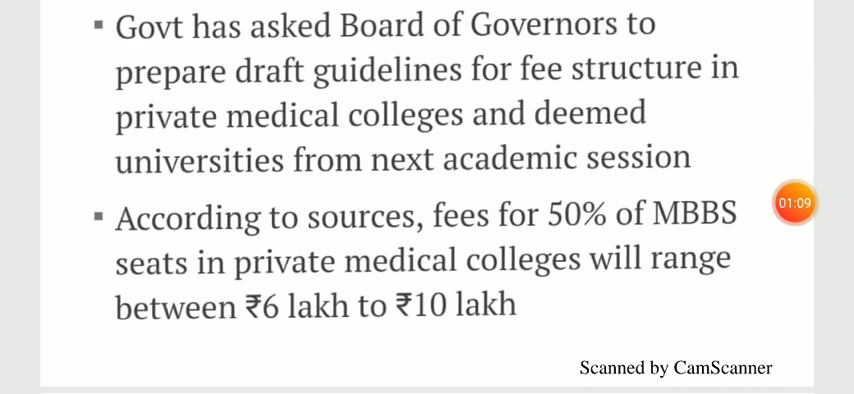 ▪ Govt has asked Board of Governors to
prepare draft guidelines for fee structure in
private medical colleges and deemed
universities from next academic session
▪ According to sources, fees for 50% of MBBS
seats in private medical colleges will range
between ₹6 lakh to ₹10 lakh
01:09
Scanned by CamScanner